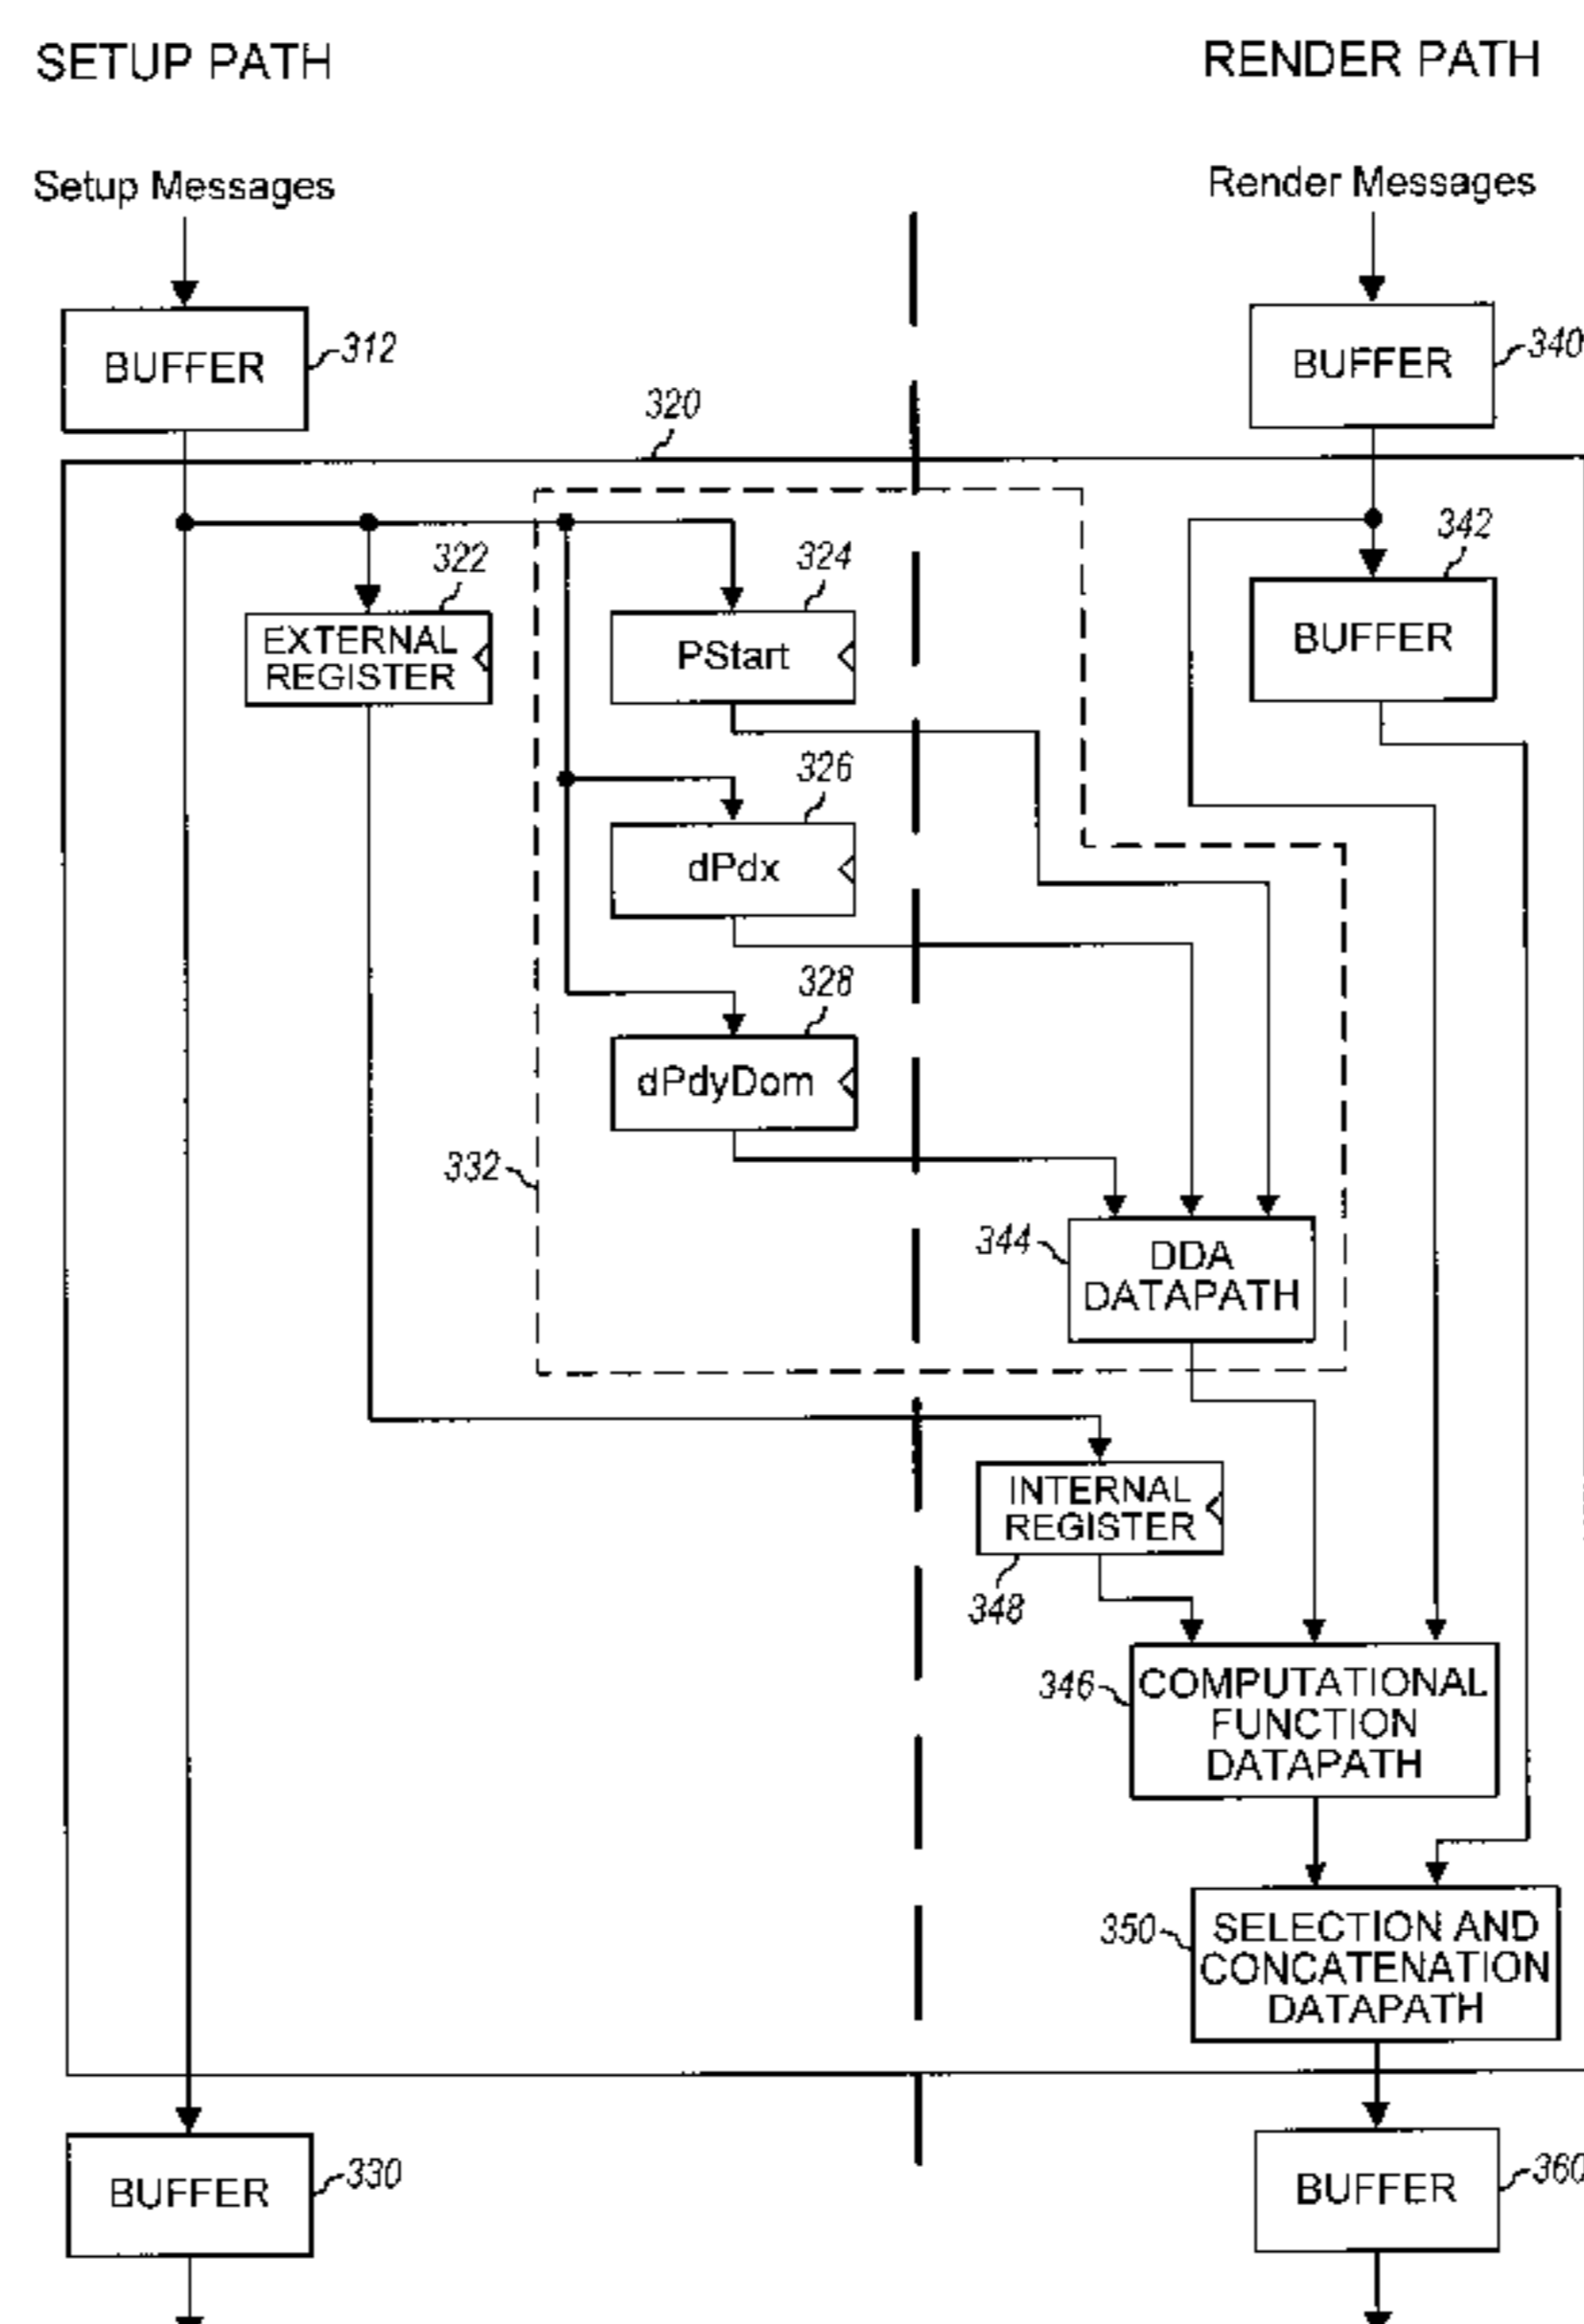 SETUP PATH
RENDER PATH
Setup Messages
Render Messages
BUFFER
312
BUFFER
340
320
322
324
342
EXTERNAL
REGISTER
PStart
BUFFER
326
dPdx
328
dPdyDom
332
344
DDA
DATAPATH
INTERNAL
REGISTER
348
346
COMPUTATIONAL
FUNCTION
DATAPATH
350
SELECTION AND
CONCATENATION
DATAPATH
BUFFER
330
BUFFER
360